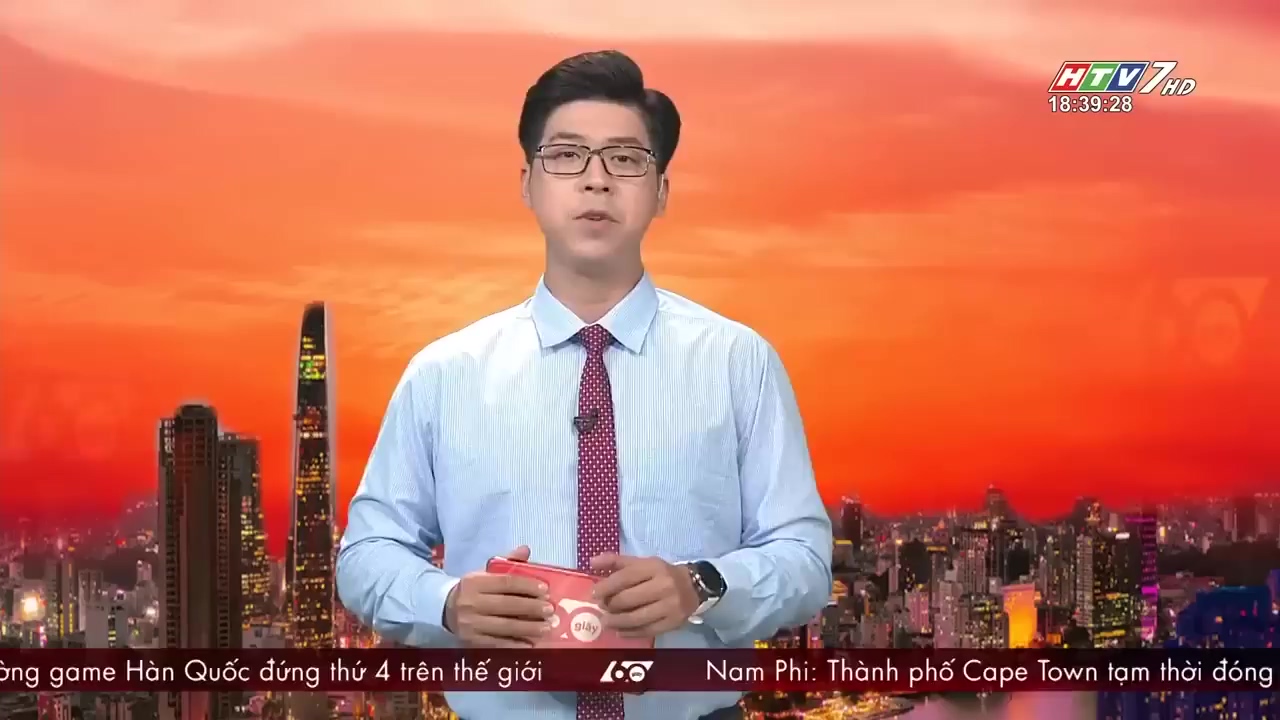 HTV7 HD
18:39:28
giây
ờng game Hàn Quốc đứng thứ 4 trên thế giới 60 Nam Phi: Thành phố Cape Town tạm thời đóng